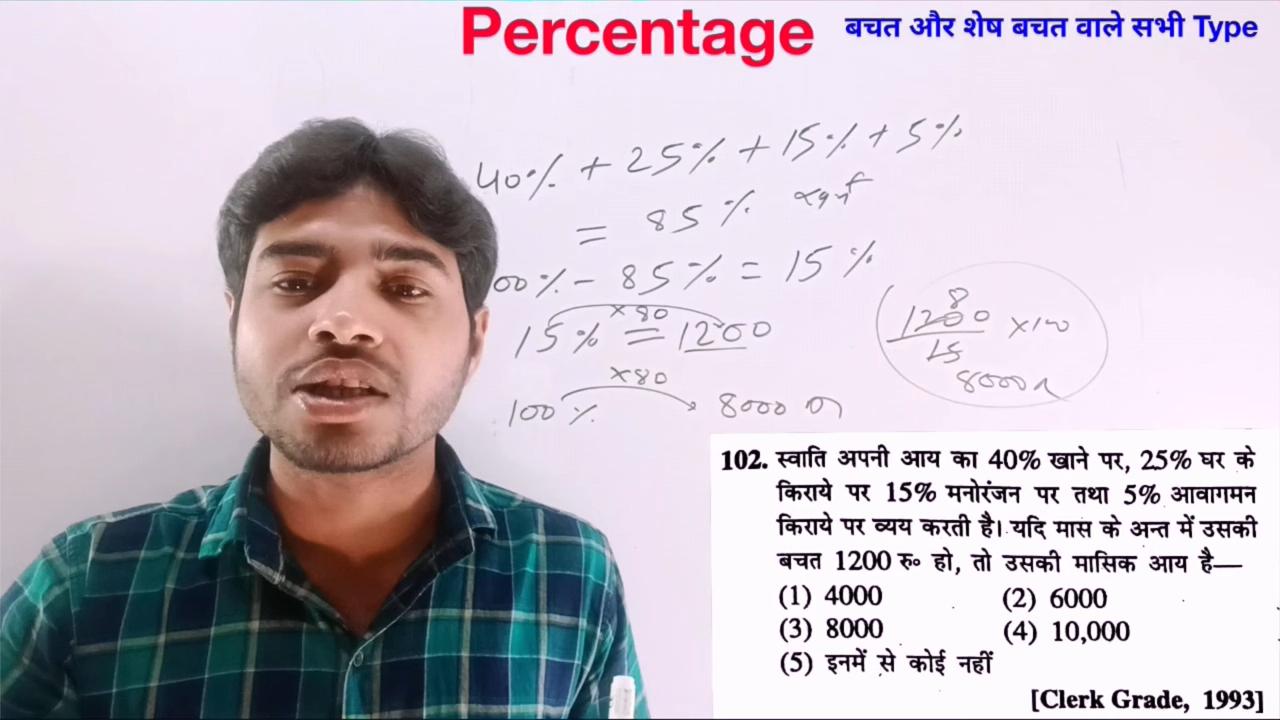 Percentage
बचत और शेष बचत वाले सभी Type
40% + 25% + 15% + 5%
= 85% खर्च
00% - 85% = 15%
×80
15% = 1200
×80
100% → 8000
8
1200 ×100
15
8000
102. स्वाति अपनी आय का 40% खाने पर, 25% घर के
किराये पर 15% मनोरंजन पर तथा 5% आवागमन
किराये पर व्यय करती है। यदि मास के अन्त में उसकी
बचत 1200 रु० हो, तो उसकी मासिक आय है—
(1) 4000 (2) 6000
(3) 8000 (4) 10,000
(5) इनमें से कोई नहीं
[Clerk Grade, 1993]